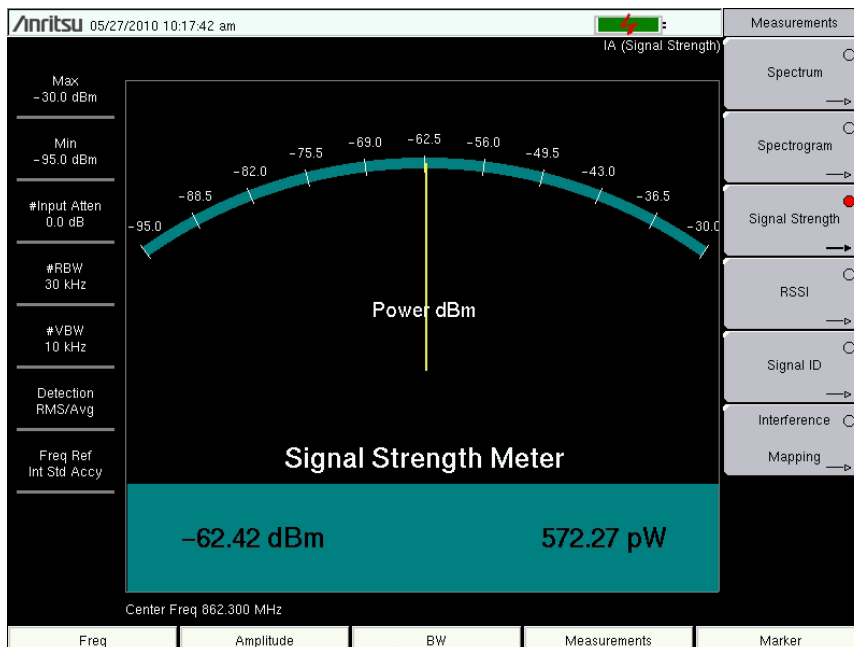 Anritsu 05/27/2010 10:17:42 am
IA (Signal Strength)
Max
-30.0 dBm
Min
-95.0 dBm
#Input Atten
0.0 dB
#RBW
30 kHz
#VBW
10 kHz
Detection
RMS/Avg
Freq Ref
Int Std Accy
-95.0
-88.5
-82.0
-75.5
-69.0
-62.5
-56.0
-49.5
-43.0
-36.5
-30.0
Power dBm
Signal Strength Meter
-62.42 dBm 572.27 pW
Center Freq 862.300 MHz
Measurements
Spectrum
Spectrogram
Signal Strength
RSSI
Signal ID
Interference
Mapping
Freq Amplitude BW Measurements Marker